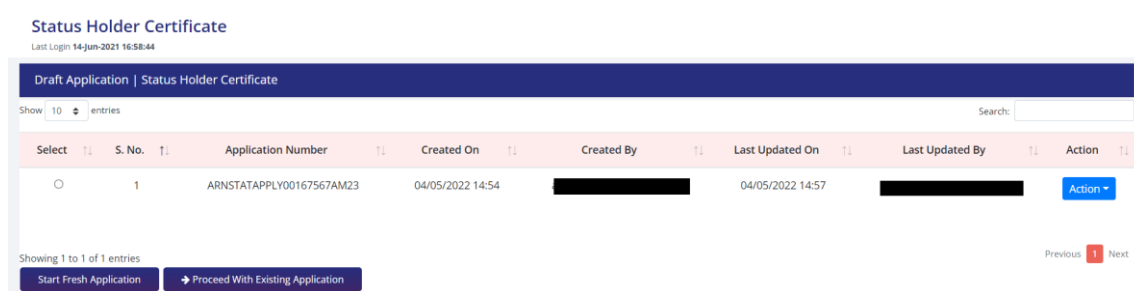 Status Holder Certificate
Last Login 14-Jun-2021 16:58:44
Draft Application | Status Holder Certificate
Show 10 entries Search:
Select S. No. Application Number Created On Created By Last Updated On Last Updated By Action
1 ARNSTATAPPLY00167567AM23 04/05/2022 14:54 04/05/2022 14:57 Action
Showing 1 to 1 of 1 entries Previous 1 Next
Start Fresh Application Proceed With Existing Application